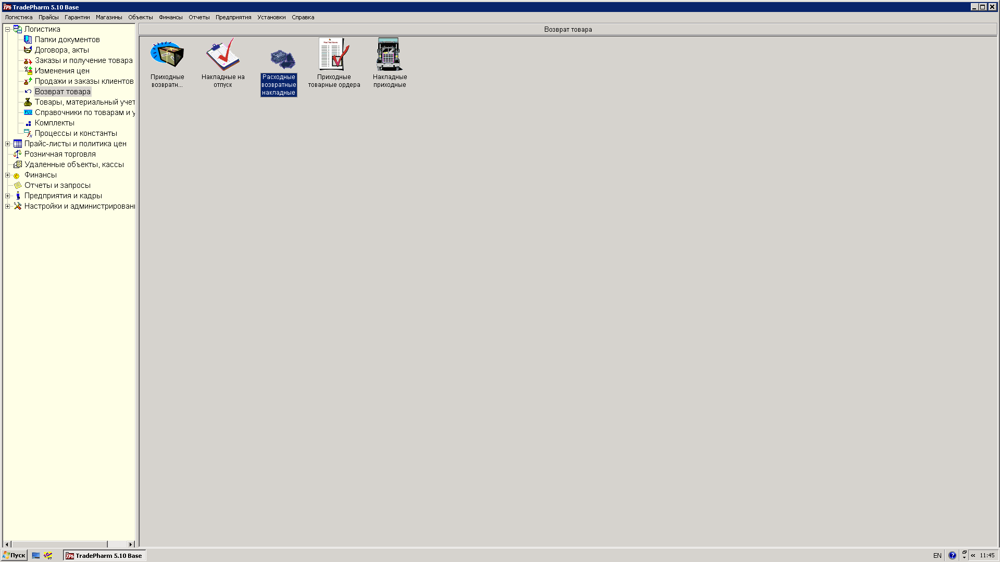 TradePharm 5.10 Base
Логистика Прайсы Гарантии Магазины Объекты Финансы Отчеты Предприятия Установки Справка
Логистика
Папки документов
Договора, акты
Заказы и получение товара
Изменения цен
Продажи и заказы клиентов
Возврат товара
Товары, материальный учет
Справочники по товарам и у
Комплекты
Процессы и константы
Прайс-листы и политика цен
Розничная торговля
Удаленные объекты, кассы
Финансы
Отчеты и запросы
Предприятия и кадры
Настройки и администрован
Возврат товара
Приходные
возвратн...
Накладные на
отпуск
Расходные
возвратные
накладные
Приходные
товарные ордера
Накладные
приходные
Пуск
TradePharm 5.10 Base
EN
11:45